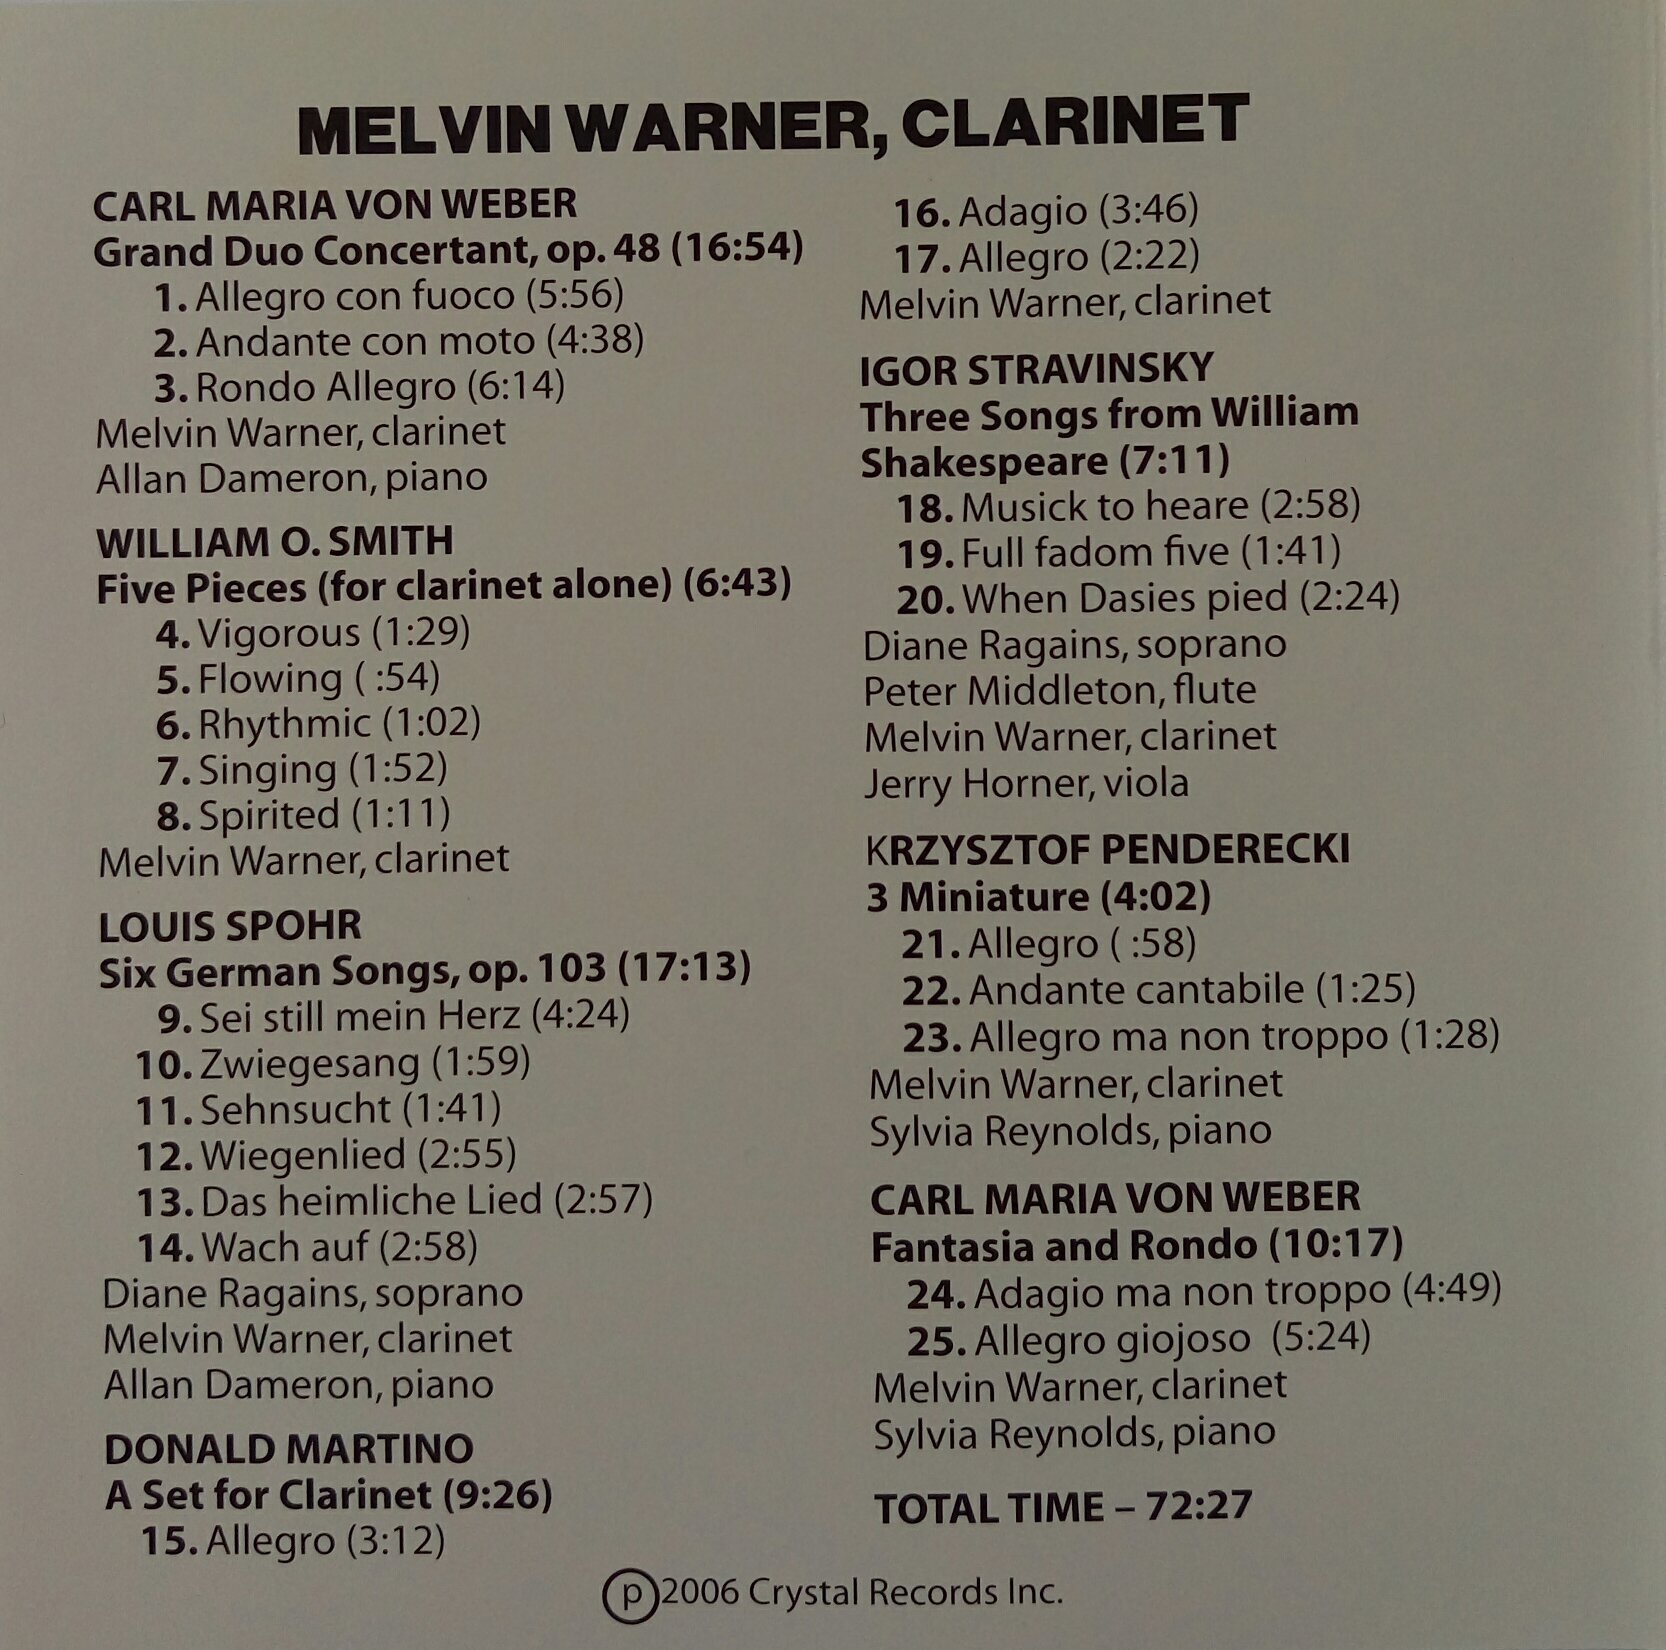 MELVIN WARNER, CLARINET
CARL MARIA VON WEBER
Grand Duo Concertant, op. 48 (16:54)
1. Allegro con fuoco (5:56)
2. Andante con moto (4:38)
3. Rondo Allegro (6:14)
Melvin Warner, clarinet
Allan Dameron, piano
WILLIAM O. SMITH
Five Pieces (for clarinet alone) (6:43)
4. Vigorous (1:29)
5. Flowing ( :54)
6. Rhythmic (1:02)
7. Singing (1:52)
8. Spirited (1:11)
Melvin Warner, clarinet
LOUIS SPOHR
Six German Songs, op. 103 (17:13)
9. Sei still mein Herz (4:24)
10. Zwiegesang (1:59)
11. Sehnsucht (1:41)
12. Wiegenlied (2:55)
13. Das heimliche Lied (2:57)
14. Wach auf (2:58)
Diane Ragains, soprano
Melvin Warner, clarinet
Allan Dameron, piano
DONALD MARTINO
A Set for Clarinet (9:26)
15. Allegro (3:12)
16. Adagio (3:46)
17. Allegro (2:22)
Melvin Warner, clarinet
IGOR STRAVINSKY
Three Songs from William
Shakespeare (7:11)
18. Musick to heare (2:58)
19. Full fadom five (1:41)
20. When Dasies pied (2:24)
Diane Ragains, soprano
Peter Middleton, flute
Melvin Warner, clarinet
Jerry Horner, viola
KRZYSZTOF PENDERECKI
3 Miniature (4:02)
21. Allegro ( :58)
22. Andante cantabile (1:25)
23. Allegro ma non troppo (1:28)
Melvin Warner, clarinet
Sylvia Reynolds, piano
CARL MARIA VON WEBER
Fantasia and Rondo (10:17)
24. Adagio ma non troppo (4:49)
25. Allegro giojoso (5:24)
Melvin Warner, clarinet
Sylvia Reynolds, piano
TOTAL TIME – 72:27
℗2006 Crystal Records Inc.